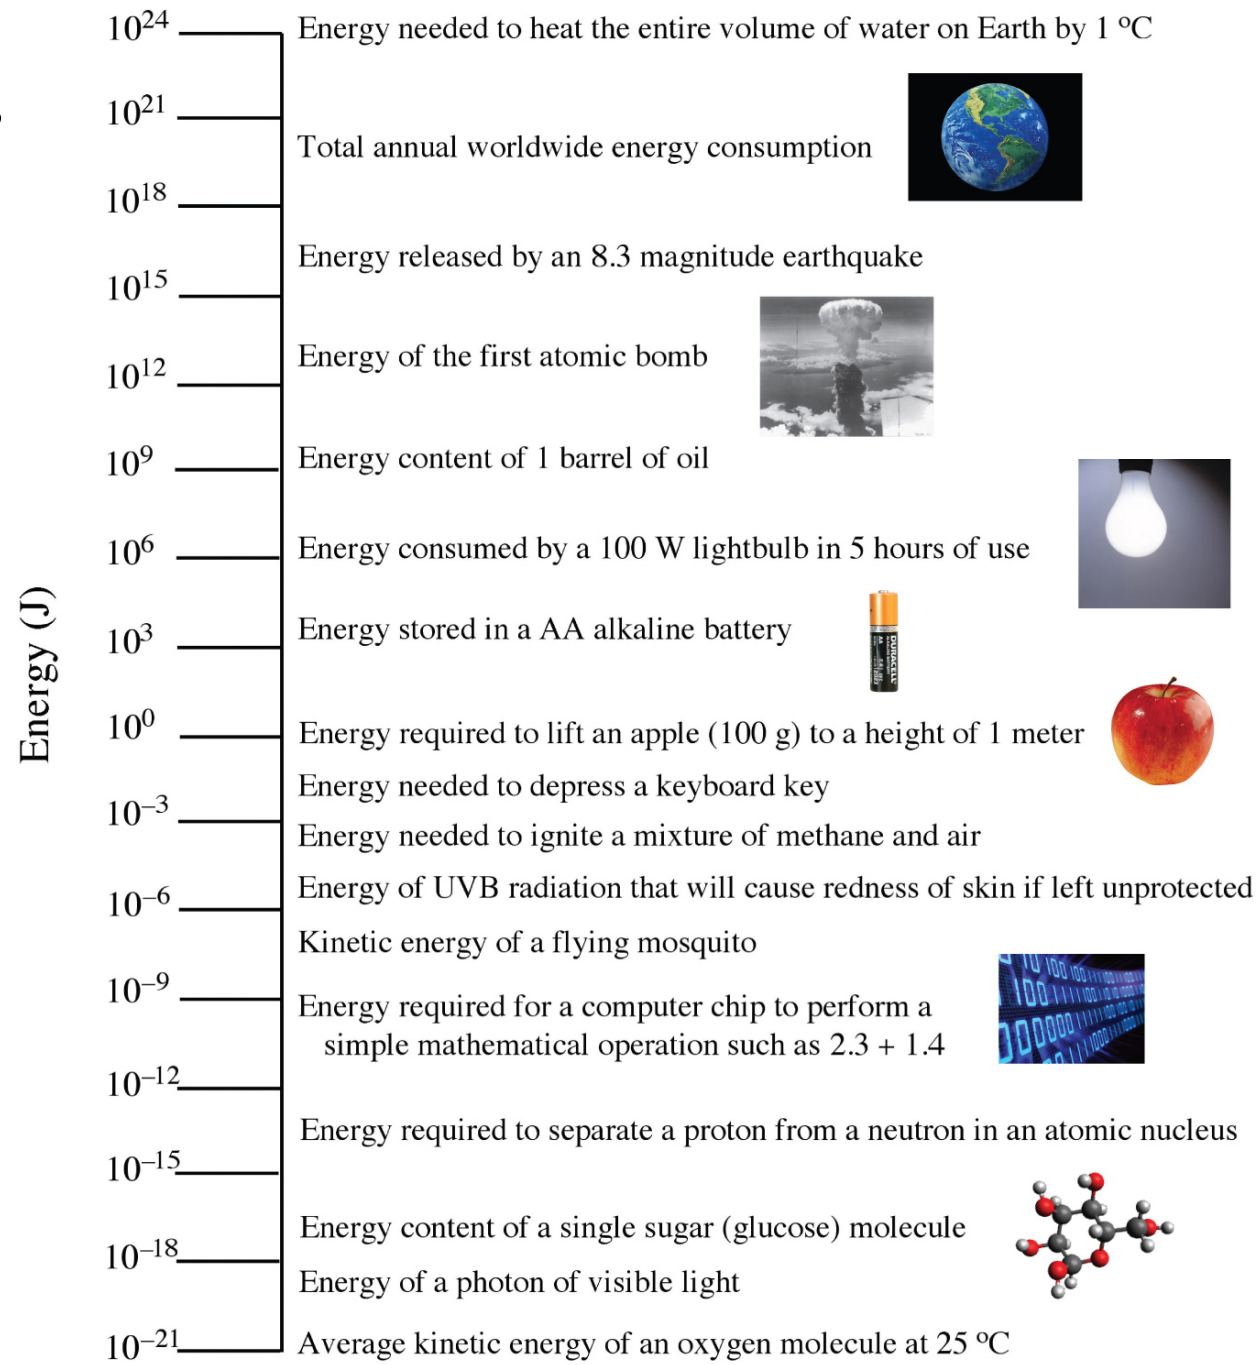 10^24 Energy needed to heat the entire volume of water on Earth by 1 ºC
10^21
Total annual worldwide energy consumption
10^18
Energy released by an 8.3 magnitude earthquake
10^15
Energy of the first atomic bomb
10^12
10^9 Energy content of 1 barrel of oil
10^6 Energy consumed by a 100 W lightbulb in 5 hours of use
Energy (J)
10^3 Energy stored in a AA alkaline battery
DURACELL
10^0 Energy required to lift an apple (100 g) to a height of 1 meter
Energy needed to depress a keyboard key
10^–3
Energy needed to ignite a mixture of methane and air
Energy of UVB radiation that will cause redness of skin if left unprotected
10^–6
Kinetic energy of a flying mosquito
10^–9
Energy required for a computer chip to perform a
simple mathematical operation such as 2.3 + 1.4
10^–12
Energy required to separate a proton from a neutron in an atomic nucleus
10^–15
Energy content of a single sugar (glucose) molecule
10^–18
Energy of a photon of visible light
10^–21 Average kinetic energy of an oxygen molecule at 25 ºC